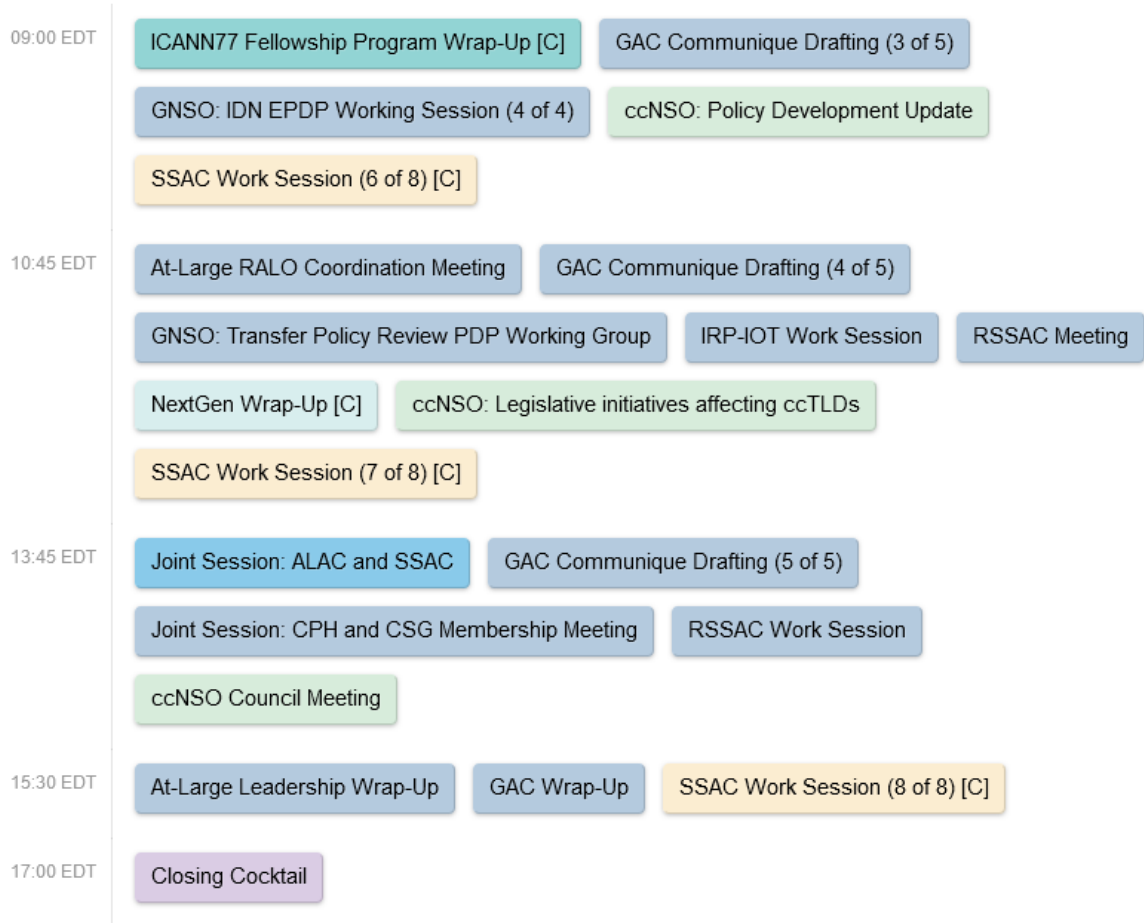 09:00 EDT
ICANN77 Fellowship Program Wrap-Up [C]
GAC Communique Drafting (3 of 5)
GNSO: IDN EPDP Working Session (4 of 4)
ccNSO: Policy Development Update
SSAC Work Session (6 of 8) [C]
10:45 EDT
At-Large RALO Coordination Meeting
GAC Communique Drafting (4 of 5)
GNSO: Transfer Policy Review PDP Working Group
IRP-IOT Work Session
RSSAC Meeting
NextGen Wrap-Up [C]
ccNSO: Legislative initiatives affecting ccTLDs
SSAC Work Session (7 of 8) [C]
13:45 EDT
Joint Session: ALAC and SSAC
GAC Communique Drafting (5 of 5)
Joint Session: CPH and CSG Membership Meeting
RSSAC Work Session
ccNSO Council Meeting
15:30 EDT
At-Large Leadership Wrap-Up
GAC Wrap-Up
SSAC Work Session (8 of 8) [C]
17:00 EDT
Closing Cocktail